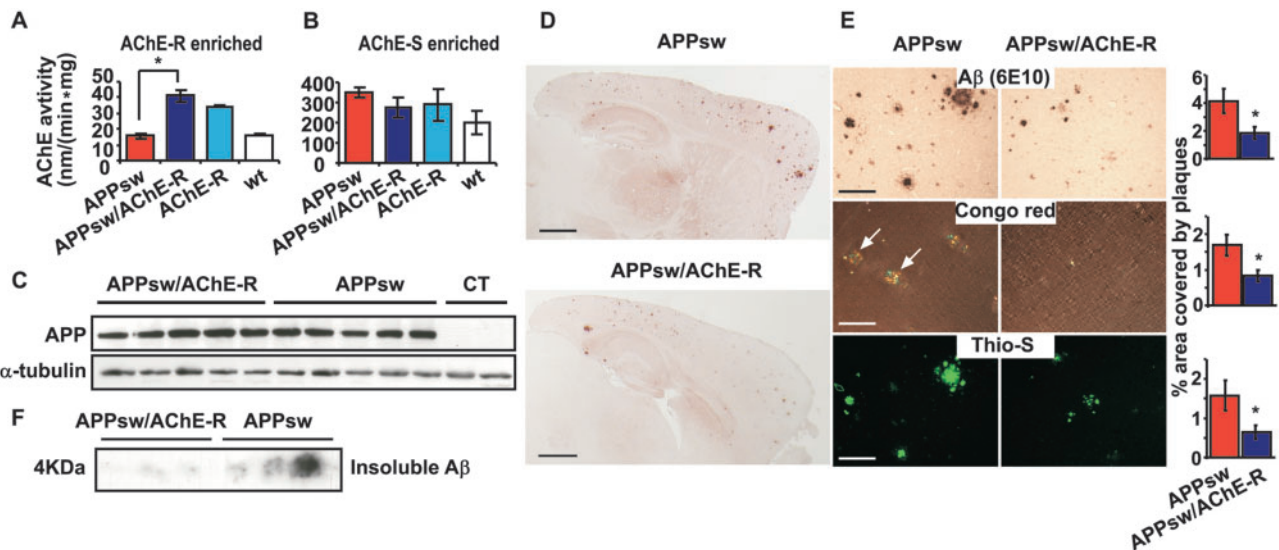 A
AChE-R enriched
AChE avtivity
(nm/(min*mg)
50
40
30
20
10
0
*
APPsw
APPsw/AChE-R
AChE-R
wt
B
AChE-S enriched
400
300
200
100
0
APPsw
APPsw/AChE-R
AChE-R
wt
C
APPsw/AChE-R APPsw CT
APP
α-tubulin
F
APPsw/AChE-R APPsw
4KDa
Insoluble Aβ
D
APPsw
APPsw/AChE-R
E
APPsw APPsw/AChE-R
Aβ (6E10)
Congo red
Thio-S
% area covered by plaques
6
4
2
0
*
2
1
0
*
2
1
0
*
APPsw
APPsw/AChE-R